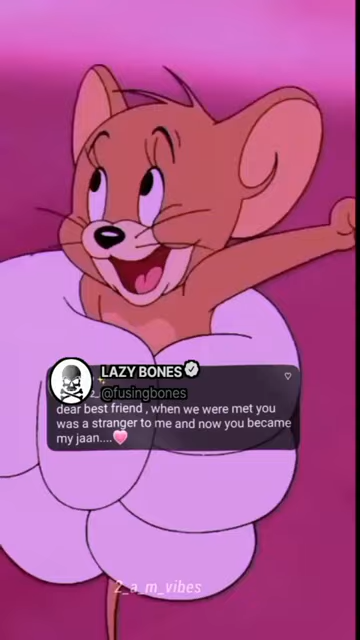 LAZY BONES
@fusingbones
dear best friend , when we were met you
was a stranger to me and now you became
my jaan....🩷
2_a_m_vibes